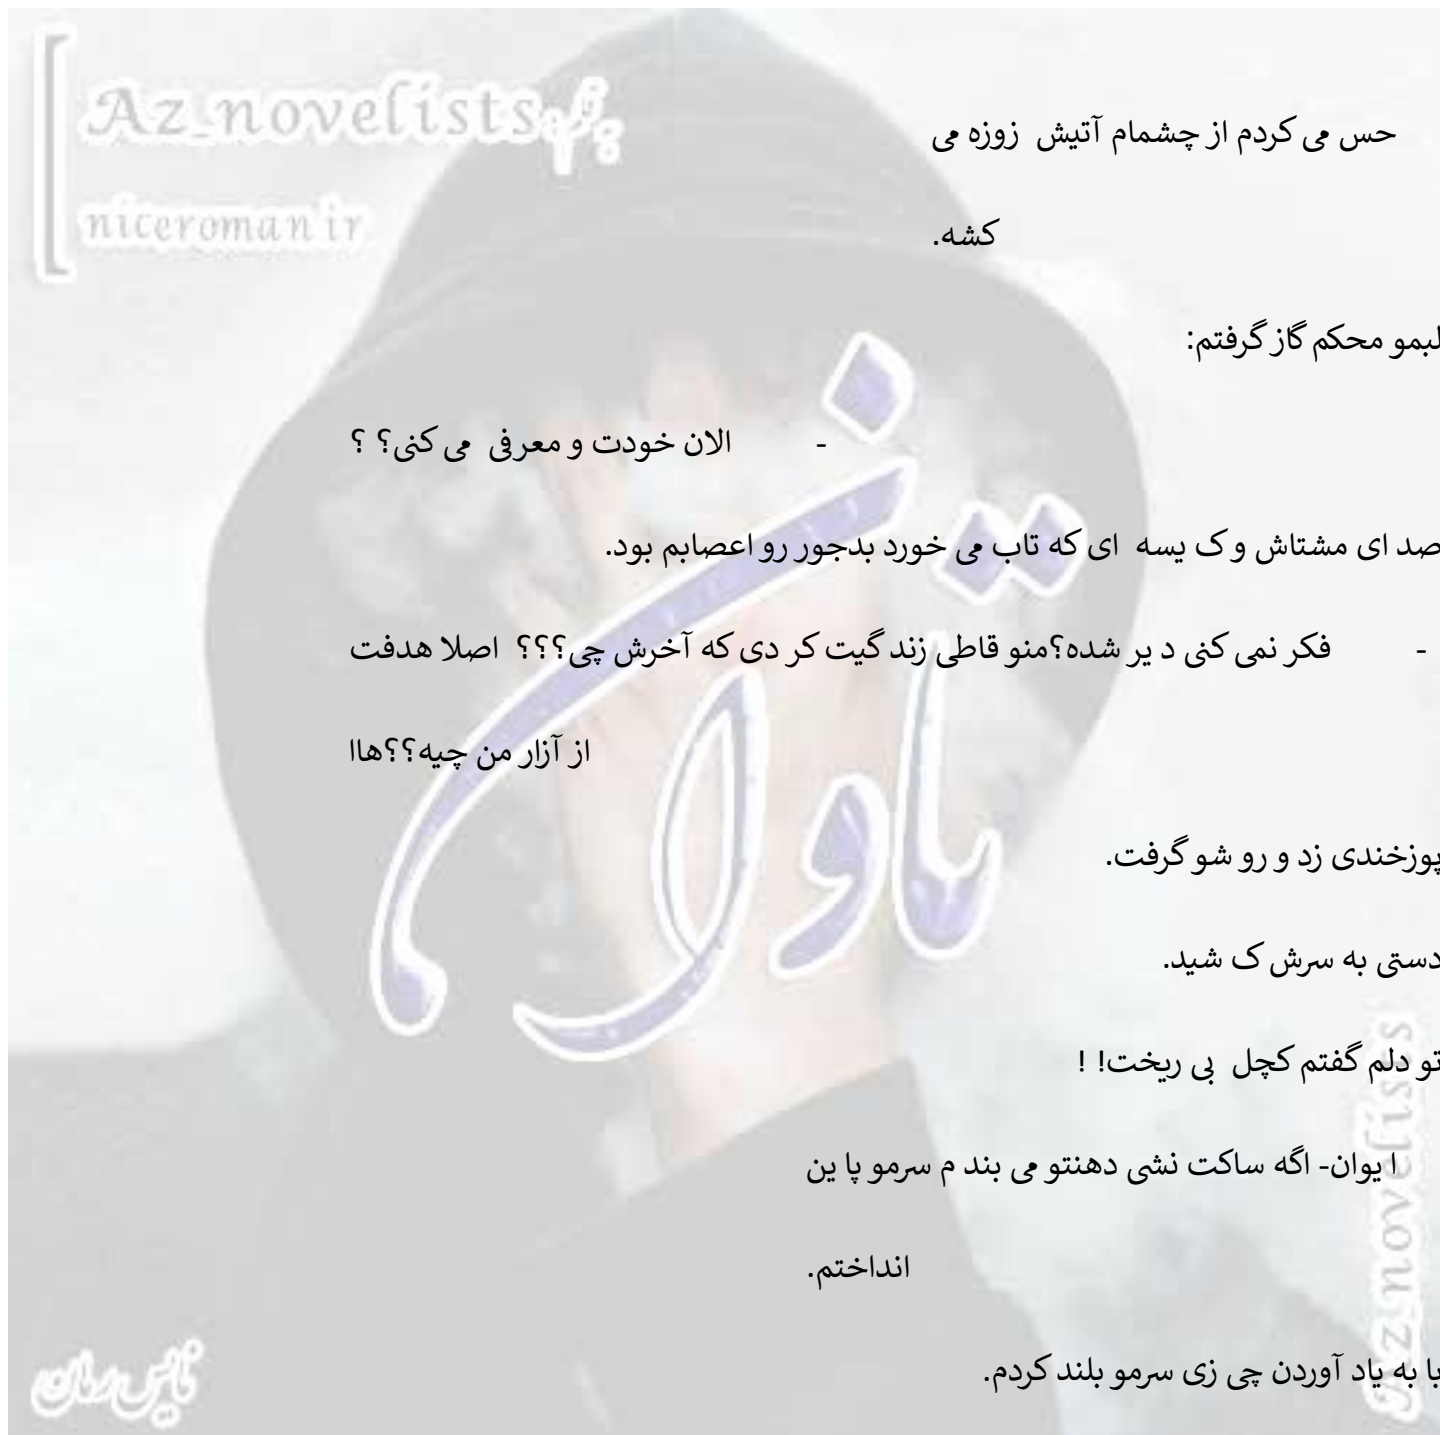 Az_novelists
niceroman.ir
حس می کردم از چشمام آتیش زوزه می
کشه.
لبمو محکم گاز گرفتم:
- الان خودت و معرفی می کنی؟ ؟
صد ای مشتاش و ک یسه ای که تاب می خورد بدجور رو اعصابم بود.
- فکر نمی کنی د یر شده؟منو قاطی زند گیت کر دی که آخرش چی؟؟؟ اصلا هدفت
از آزار من چیه؟؟هاا
پوزخندی زد و رو شو گرفت.
دستی به سرش ک شید.
تو دلم گفتم کچل بی ریخت! !
ا یوان- اگه ساکت نشی دهنتو می بند م سرمو پا ین
انداختم.
با به یاد آوردن چی زی سرمو بلند کردم.
تاوان
نایس رمان
Az_novelists